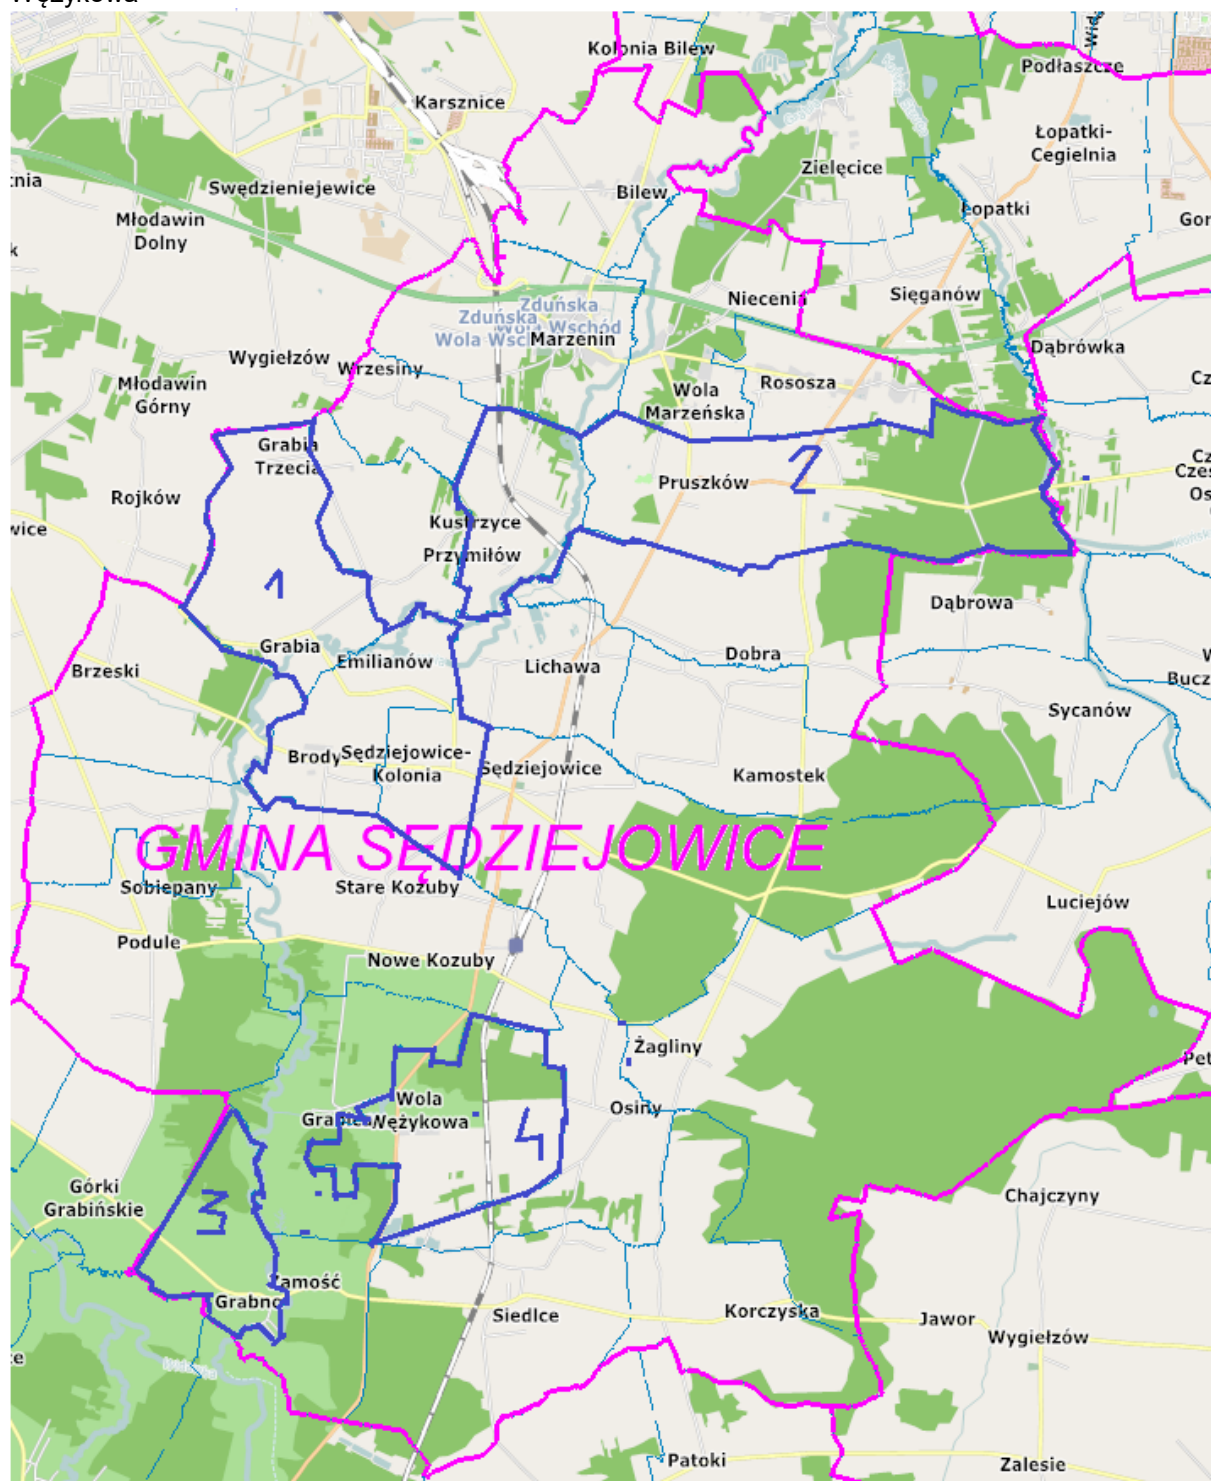 Wężykowa
Kolonia Bilew
Podłaszcze
Karsznice
Łopatki-
Cegielnia
Zielęcice
Swędzieniejewice
Bilew
Łopatki
Młodawin
Dolny
Niecenia
Sięganów
Zduńska
Wola Wschód
Zduńska
Marzenin
Dąbrówka
Wygiełzów
Wrzesiny
Młodawin
Górny
Wola
Marzeńska
Rososza
Grabia
Trzecia
2
Pruszków
Rojków
Kustrzyce
Przymiłów
1
Dąbrowa
Grabia
Emilianów
Lichawa
Dobra
Brzeski
Sycanów
Brody
Sędziejowice-
Kolonia
Sędziejowice
Kamostek
GMINA SĘDZIEJOWICE
Sobiepany
Stare Kozuby
Luciejów
Podule
Nowe Kozuby
Żagliny
Wola
Wężykowa
Osiny
4
Górki
Grabińskie
3
Chajczyny
Zamość
Grabno
Siedlce
Korczyska
Jawor
Wygiełzów
Patoki
Zalesie